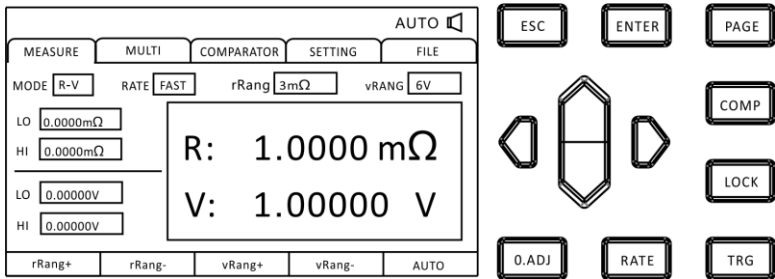 AUTO
ESC ENTER PAGE
MEASURE MULTI COMPARATOR SETTING FILE
MODE R-V RATE FAST rRang 3mΩ vRANG 6V
COMP
LO 0.0000mΩ
HI 0.0000mΩ
R: 1.0000 mΩ
LOCK
LO 0.00000V
HI 0.00000V
V: 1.00000 V
rRang+ rRang- vRang+ vRang- AUTO
0.ADJ RATE TRG